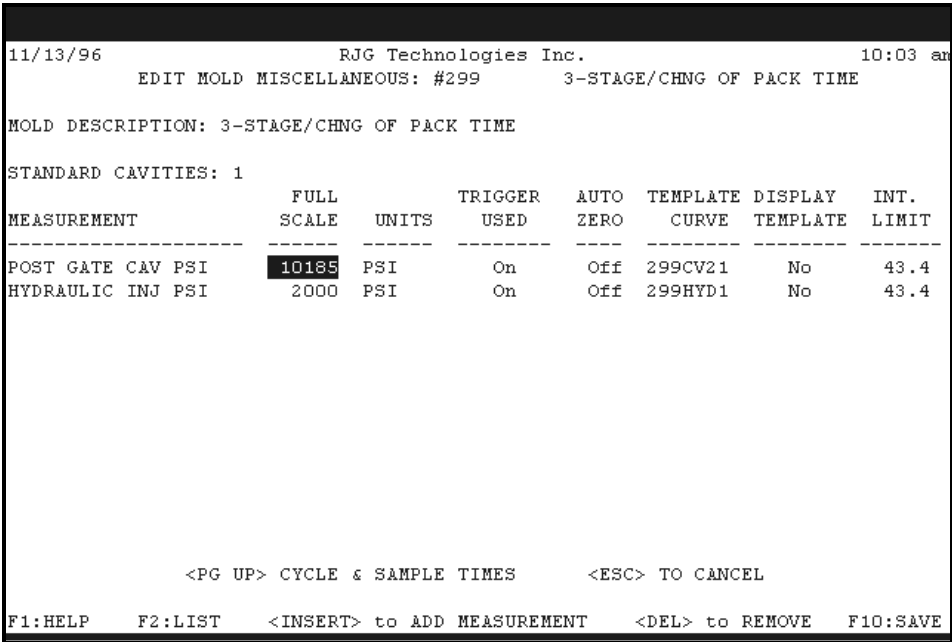 11/13/96 RJG Technologies Inc. 10:03 am
EDIT MOLD MISCELLANEOUS: #299 3-STAGE/CHNG OF PACK TIME
MOLD DESCRIPTION: 3-STAGE/CHNG OF PACK TIME
STANDARD CAVITIES: 1
FULL TRIGGER AUTO TEMPLATE DISPLAY INT.
MEASUREMENT SCALE UNITS USED ZERO CURVE TEMPLATE LIMIT
-------------------- ------ ------ -------- ---- -------- -------- -------
POST GATE CAV PSI 10185 PSI On Off 299CV21 No 43.4
HYDRAULIC INJ PSI 2000 PSI On Off 299HYD1 No 43.4
<PG UP> CYCLE & SAMPLE TIMES <ESC> TO CANCEL
F1:HELP F2:LIST <INSERT> to ADD MEASUREMENT <DEL> to REMOVE F10:SAVE